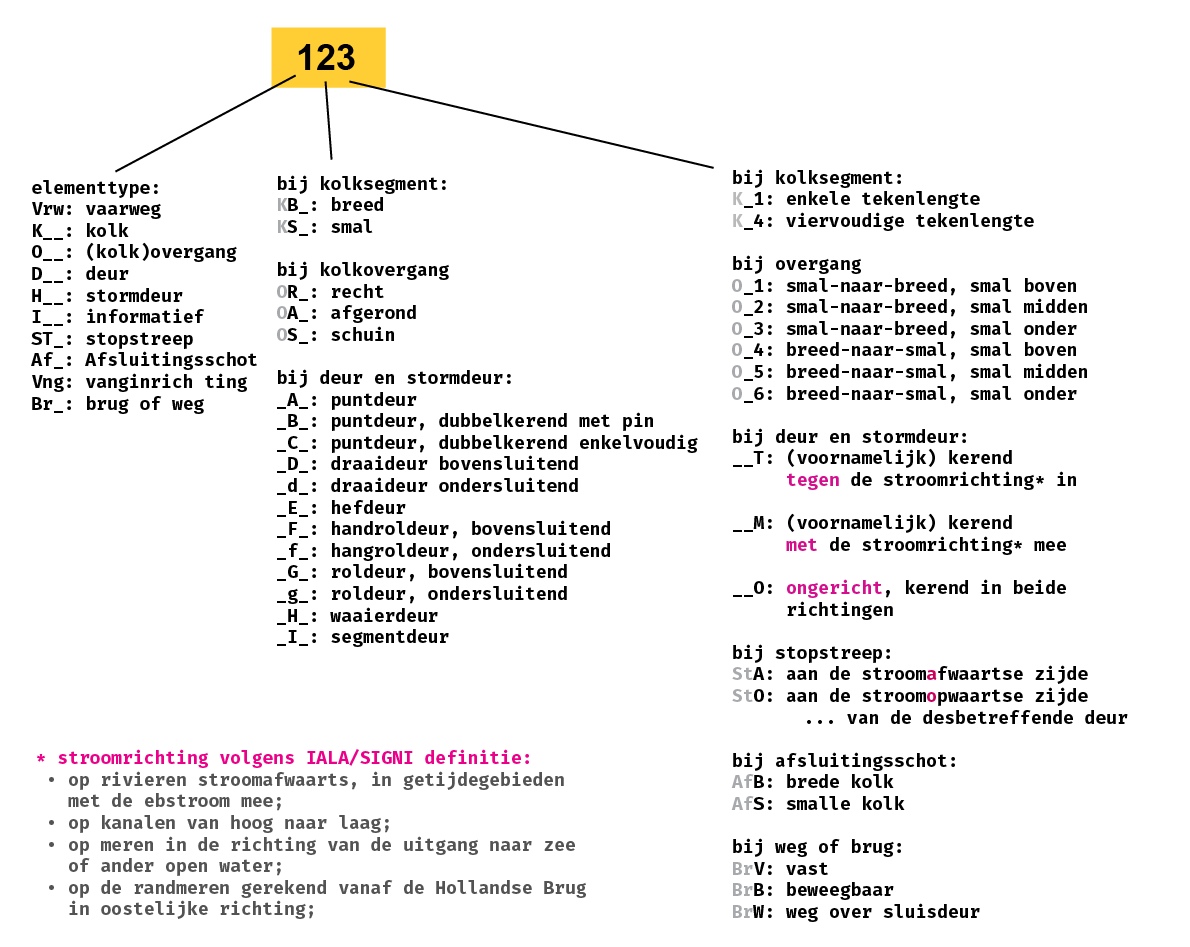 123
elementtype:
Vrw: vaarweg
K__: kolk
O__: (kolk)overgang
D__: deur
H__: stormdeur
I__: informatief
ST_: stopstreep
Af_: Afsluitingsschot
Vng: vanginrich ting
Br_: brug of weg
bij kolksegment:
KB_: breed
KS_: smal
bij kolkovergang
OR_: recht
OA_: afgerond
OS_: schuin
bij deur en stormdeur:
_A_: puntdeur
_B_: puntdeur, dubbelkerend met pin
_C_: puntdeur, dubbelkerend enkelvoudig
_D_: draaideur bovensluitend
_d_: draaideur ondersluitend
_E_: hefdeur
_F_: handroldeur, bovensluitend
_f_: hangroldeur, ondersluitend
_G_: roldeur, bovensluitend
_g_: roldeur, ondersluitend
_H_: waaierdeur
_I_: segmentdeur
bij kolksegment:
K_1: enkele tekenlengte
K_4: viervoudige tekenlengte
bij overgang
O_1: smal-naar-breed, smal boven
O_2: smal-naar-breed, smal midden
O_3: smal-naar-breed, smal onder
O_4: breed-naar-smal, smal boven
O_5: breed-naar-smal, smal midden
O_6: breed-naar-smal, smal onder
bij deur en stormdeur:
__T: (voornamelijk) kerend
tegen de stroomrichting* in
__M: (voornamelijk) kerend
met de stroomrichting* mee
__O: ongericht, kerend in beide
richtingen
bij stopstreep:
StA: aan de stroomafwaartse zijde
StO: aan de stroomopwaartse zijde
... van de desbetreffende deur
bij afsluitingsschot:
AfB: brede kolk
AfS: smalle kolk
bij weg of brug:
BrV: vast
BrB: beweegbaar
BrW: weg over sluisdeur
* stroomrichting volgens IALA/SIGNI definitie:
• op rivieren stroomafwaarts, in getijdegebieden
met de ebstroom mee;
• op kanalen van hoog naar laag;
• op meren in de richting van de uitgang naar zee
of ander open water;
• op de randmeren gerekend vanaf de Hollandse Brug
in oostelijke richting;